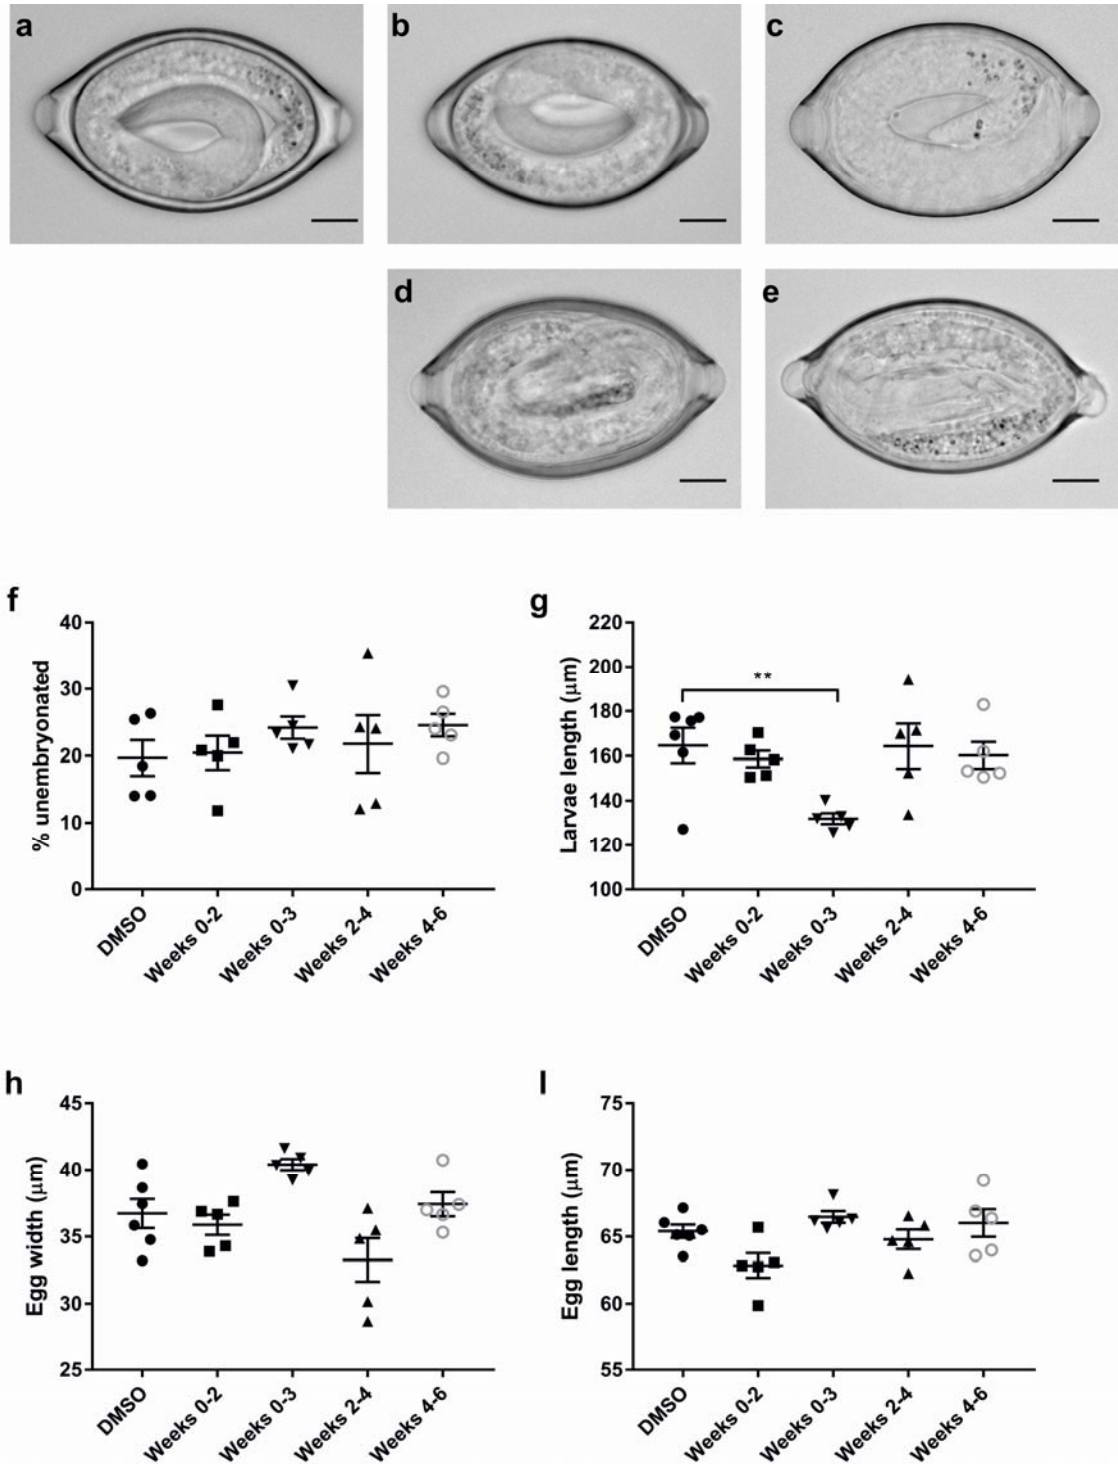 a
b
c
d
e
f
% unembryonated
40
30
20
10
0
DMSO
Weeks 0-2
Weeks 0-3
Weeks 2-4
Weeks 4-6
g
Larvae length (μm)
220
200
180
160
140
120
100
**
DMSO
Weeks 0-2
Weeks 0-3
Weeks 2-4
Weeks 4-6
h
Egg width (μm)
45
40
35
30
25
DMSO
Weeks 0-2
Weeks 0-3
Weeks 2-4
Weeks 4-6
I
Egg length (μm)
75
70
65
60
55
DMSO
Weeks 0-2
Weeks 0-3
Weeks 2-4
Weeks 4-6